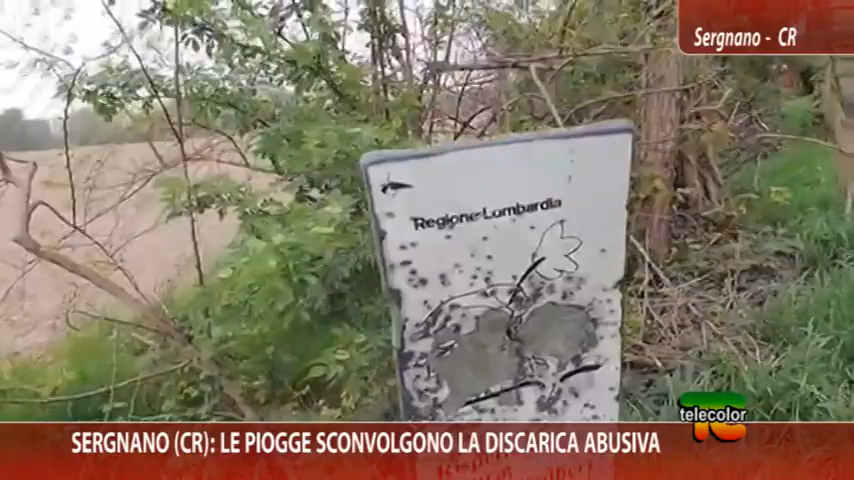 Sergnano - CR
Regione Lombardia
telecolor
SERGNANO (CR): LE PIOGGE SCONVOLGONO LA DISCARICA ABUSIVA